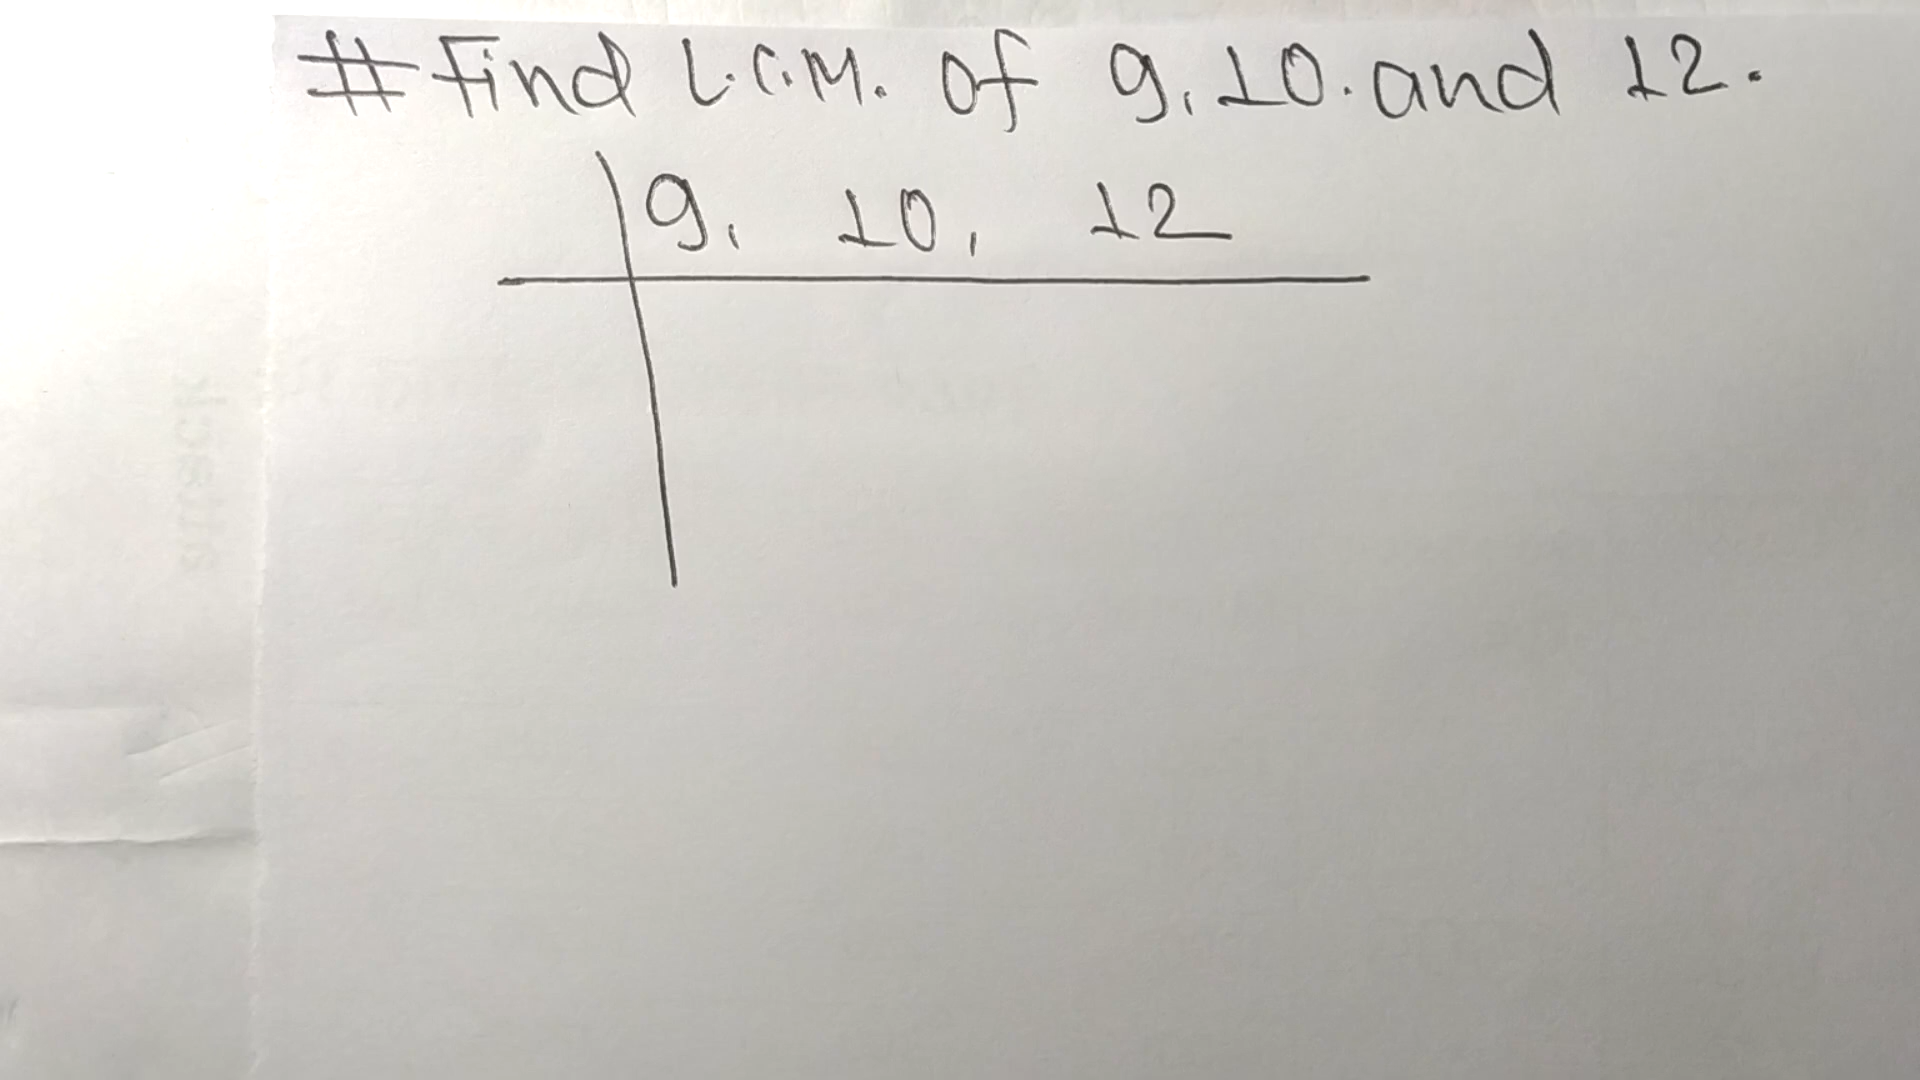 # Find L.C.M. of 9, 10. and 12.
9, 10, 12